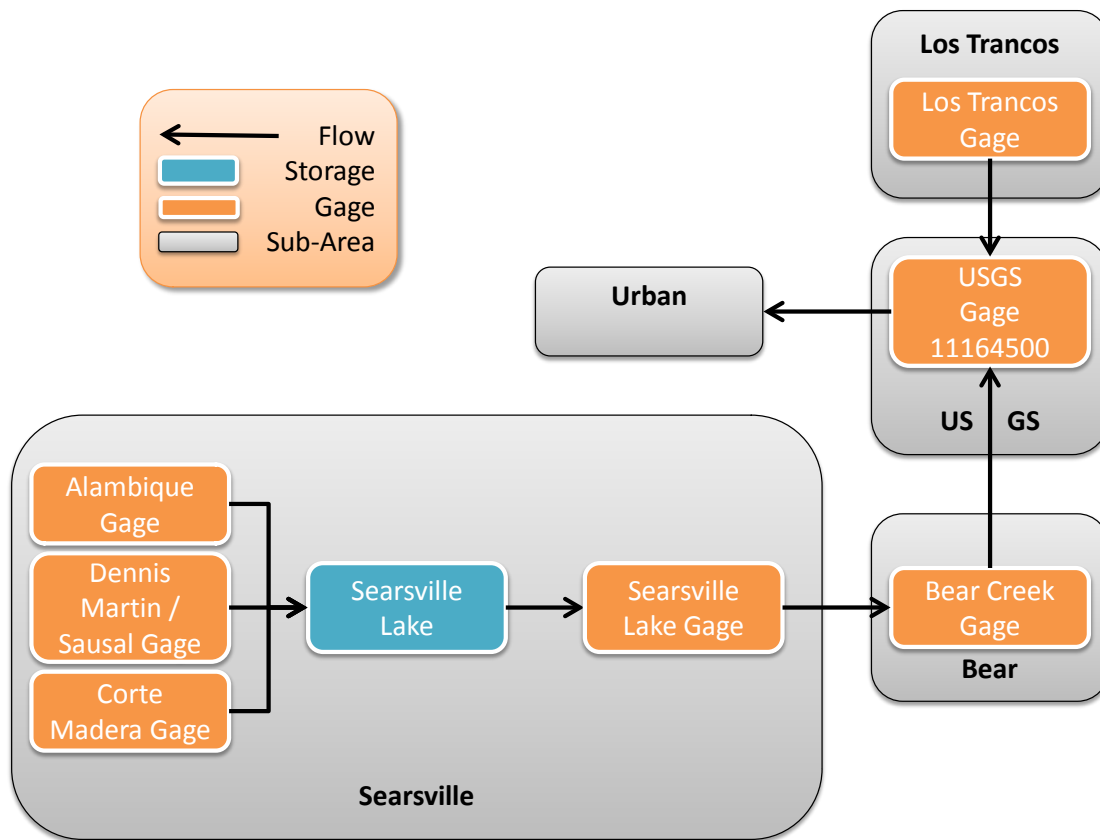 Los Trancos
Los Trancos
Gage
Flow
Storage
Gage
Sub-Area
USGS
Gage
11164500
US GS
Urban
Alambique
Gage
Dennis
Martin /
Sausal Gage
Corte
Madera Gage
Searsville
Lake
Searsville
Lake Gage
Bear Creek
Gage
Bear
Searsville